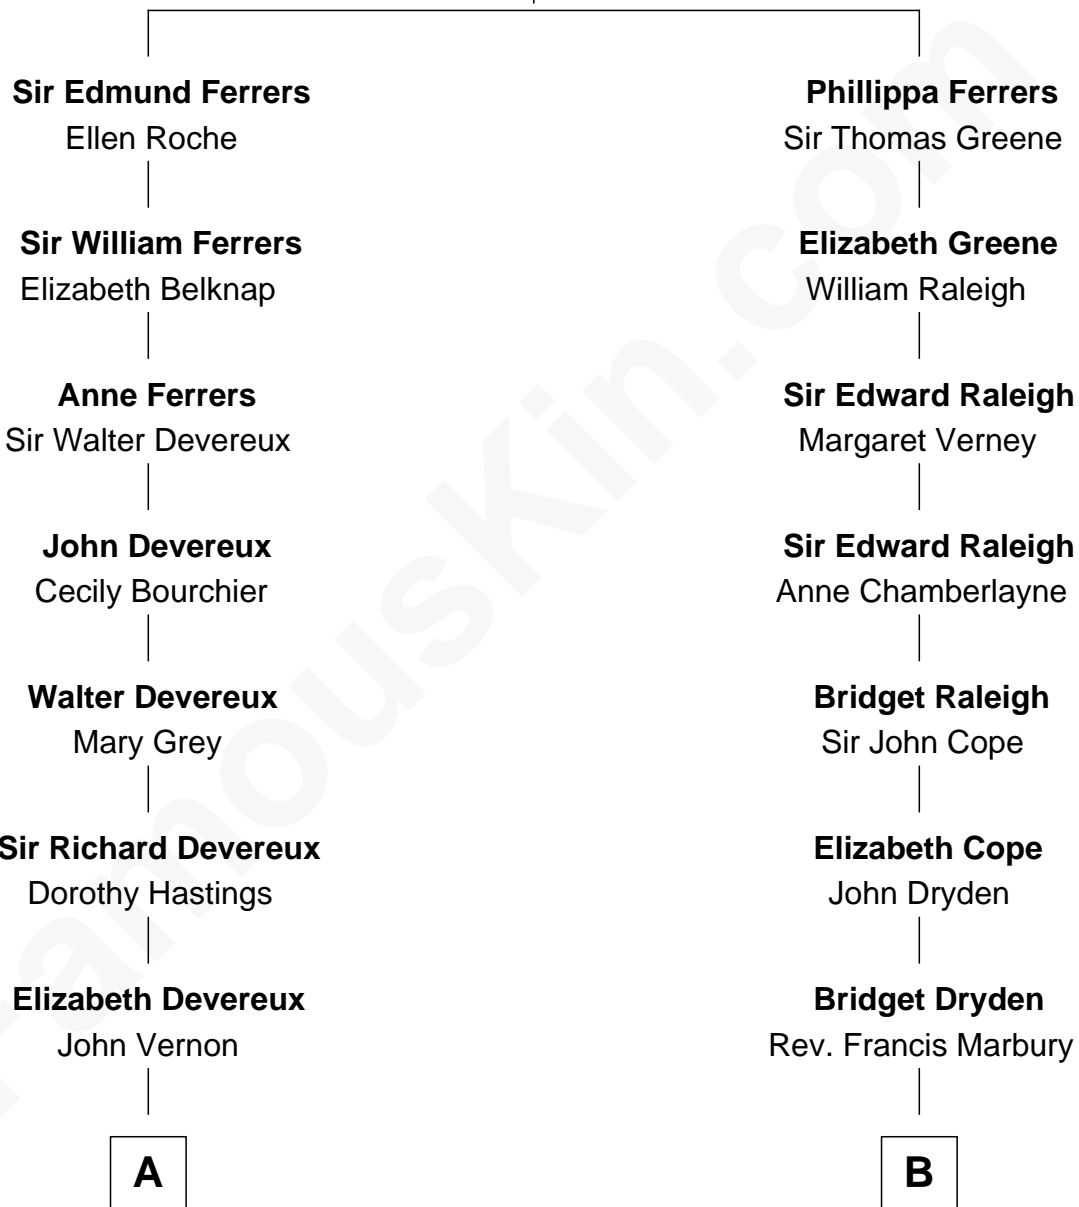 Sir Edmund Ferrers
Ellen Roche
Sir William Ferrers
Elizabeth Belknap
Anne Ferrers
Sir Walter Devereux
John Devereux
Cecily Bourchier
Walter Devereux
Mary Grey
Sir Richard Devereux
Dorothy Hastings
Elizabeth Devereux
John Vernon
A
Phillippa Ferrers
Sir Thomas Greene
Elizabeth Greene
William Raleigh
Sir Edward Raleigh
Margaret Verney
Sir Edward Raleigh
Anne Chamberlayne
Bridget Raleigh
Sir John Cope
Elizabeth Cope
John Dryden
Bridget Dryden
Rev. Francis Marbury
B
FamousKin.com